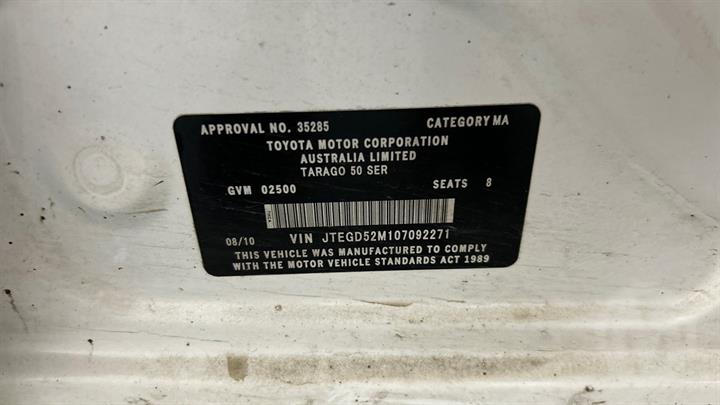 APPROVAL NO. 35285 CATEGORY MA
TOYOTA MOTOR CORPORATION
AUSTRALIA LIMITED
TARAGO 50 SER
GVM 02500 SEATS 8
08/10 VIN JTEGD52M107092271
THIS VEHICLE WAS MANUFACTURED TO COMPLY
WITH THE MOTOR VEHICLE STANDARDS ACT 1989